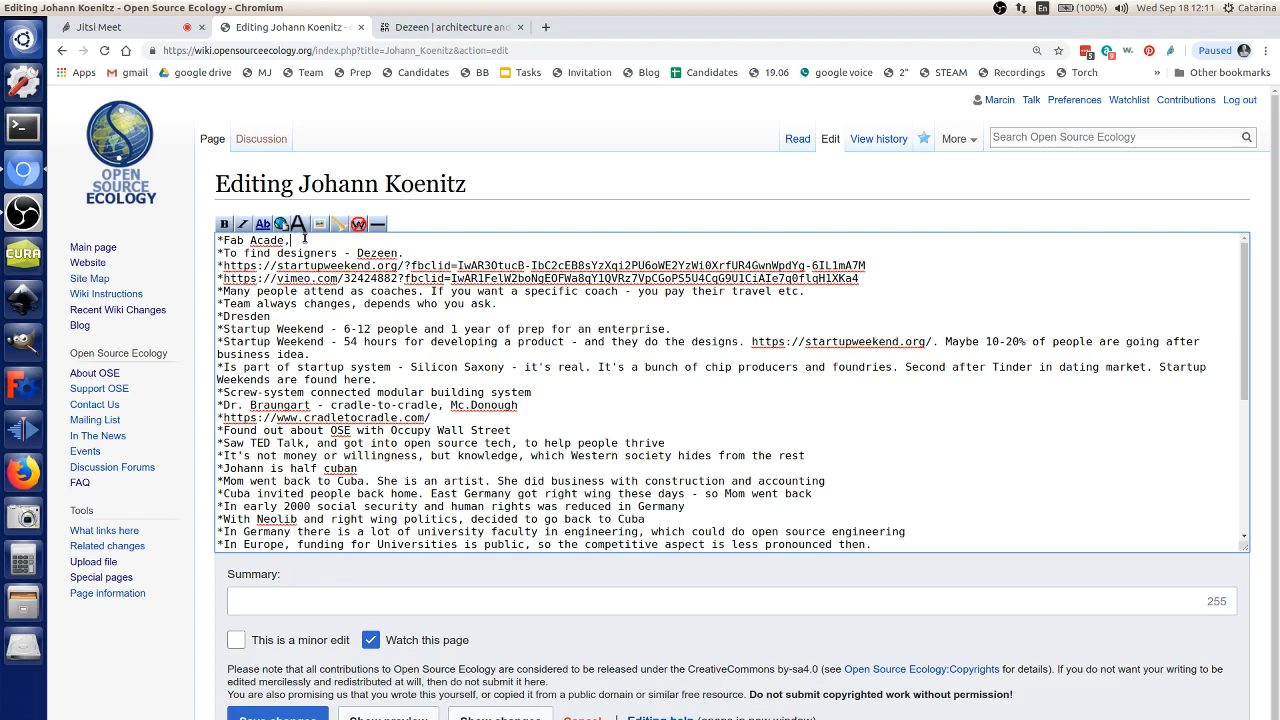 Editing Johann Koenitz - Open Source Ecology - Chromium
En (100%) Wed Sep 18 12:11 Catarina
Jitsi Meet Editing Johann Koenitz - Dezeen | architecture and
https://wiki.opensourceecology.org/index.php?title=Johann_Koenitz&action=edit Paused
Apps gmail google drive MJ Team Prep Candidates BB Tasks Invitation Blog Candidates 19.06 google voice 2" STEAM Recordings Torch » Other bookmarks
Marcin Talk Preferences Watchlist Contributions Log out
Page Discussion Read Edit View history More Search Open Source Ecology
OPEN
SOURCE
ECOLOGY
Editing Johann Koenitz
B I Ab A W
Main page
Website
Site Map
Wiki Instructions
Recent Wiki Changes
Blog
Open Source Ecology
About OSE
Support OSE
Contact Us
Mailing List
In The News
Events
Discussion Forums
FAQ
Tools
What links here
Related changes
Upload file
Special pages
Page information
*Fab Acade,
*To find designers - Dezeen.
*https://startupweekend.org/?fbclid=IwAR3OtucB-IbC2cEB8sYzXqi2PU6oWE2YzWi0XrFUR4GwnWpdYg-6IL1mA7M
*https://vimeo.com/32424882?fbclid=IwAR1FelW2boNgEOFWa8qY1QVRz7VpCGoPS5U4CqG9U1CiAIe7q0flqH1XKa4
*Many people attend as coaches. If you want a specific coach - you pay their travel etc.
*Team always changes, depends who you ask.
*Dresden
*Startup Weekend - 6-12 people and 1 year of prep for an enterprise.
*Startup Weekend - 54 hours for developing a product - and they do the designs. https://startupweekend.org/. Maybe 10-20% of people are going after
business idea.
*Is part of startup system - Silicon Saxony - it's real. It's a bunch of chip producers and foundries. Second after Tinder in dating market. Startup
Weekends are found here.
*Screw-system connected modular building system
*Dr. Braungart - cradle-to-cradle, Mc.Donough
*https://www.cradletocradle.com/
*Found out about OSE with Occupy Wall Street
*Saw TED Talk, and got into open source tech, to help people thrive
*It's not money or willingness, but knowledge, which Western society hides from the rest
*Johann is half cuban
*Mom went back to Cuba. She is an artist. She did business with construction and accounting
*Cuba invited people back home. East Germany got right wing these days - so Mom went back
*In early 2000 social security and human rights was reduced in Germany
*With Neolib and right wing politics, decided to go back to Cuba
*In Germany there is a lot of univecity faculty in engineering, which could do open source engineering
*In Europe, funding for Universities is public, so the competitive aspect is less pronounced then.
Summary:
255
This is a minor edit Watch this page
Please note that all contributions to Open Source Ecology are considered to be released under the CreativeCommons by-sa4.0 (see Open Source Ecology:Copyrights for details). If you do not want your writing to be
edited mercilessly and redistributed at will, then do not submit it here.
You are also promising us that you wrote this yourself, or copied it from a public domain or similar free resource. Do not submit copyrighted work without permission!
Save changes Show preview Show changes Cancel Editing help (opens in new window)
CURA